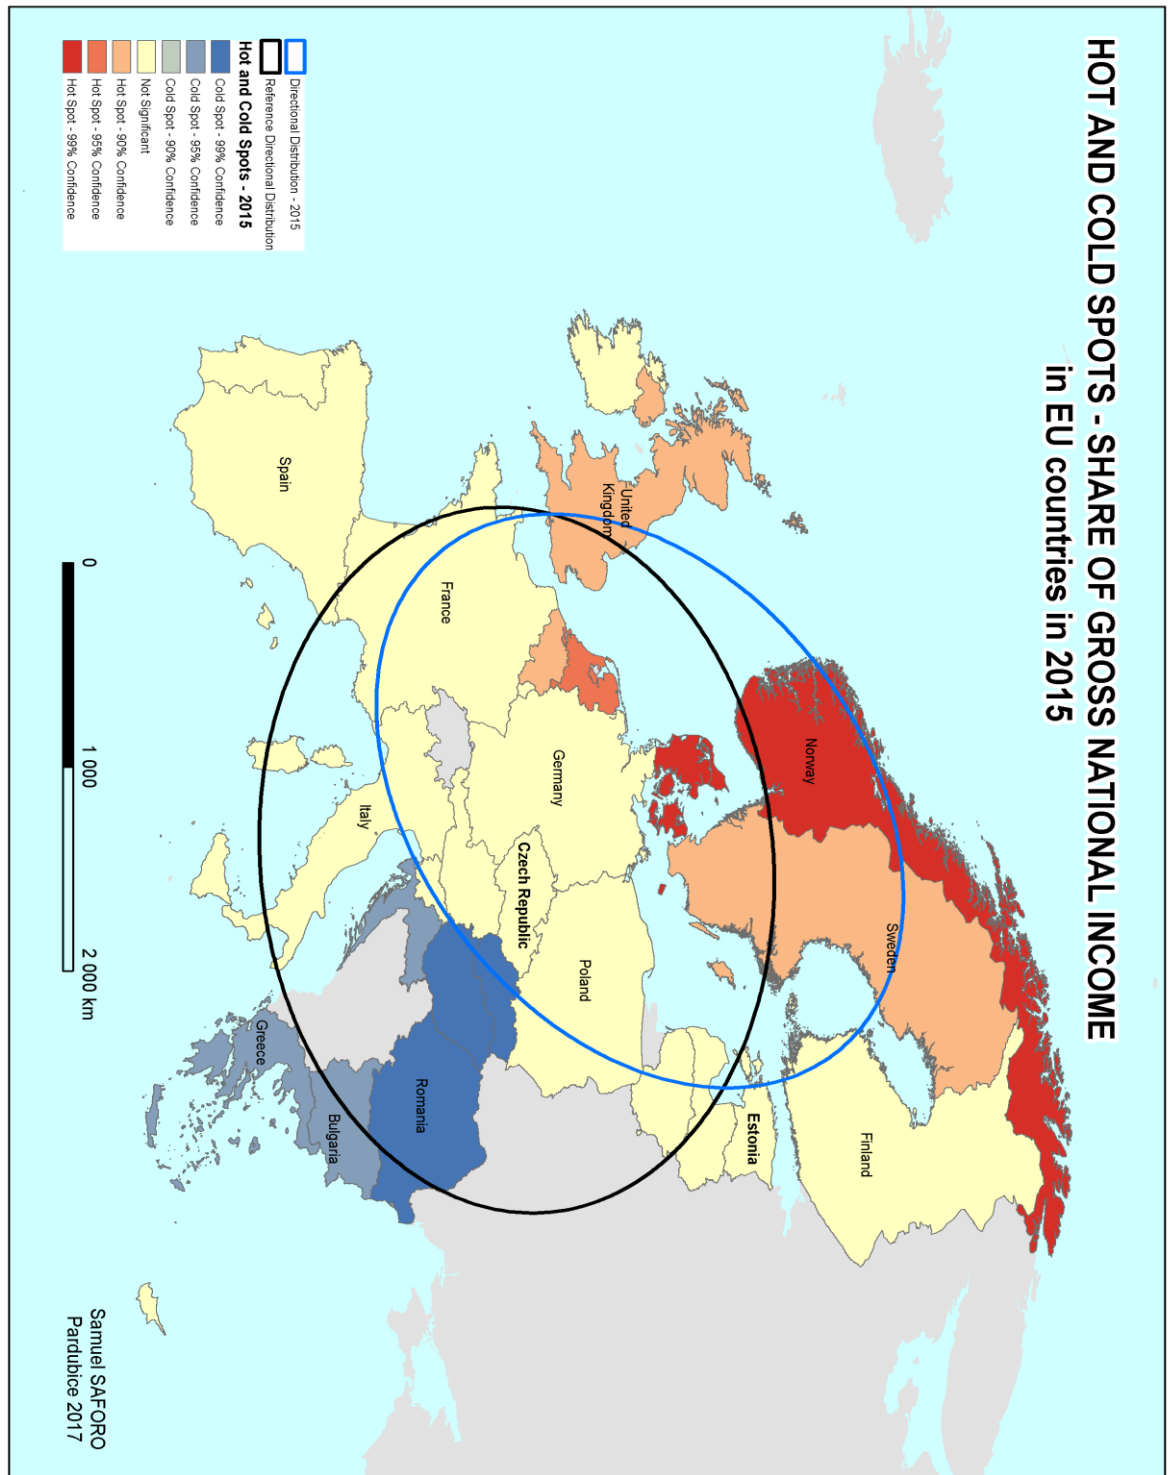 HOT AND COLD SPOTS - SHARE OF GROSS NATIONAL INCOME
in EU countries in 2015
Norway
Sweden
Finland
United
Kingdom
Estonia
Germany
Poland
Czech Republic
France
Romania
Italy
Bulgaria
Spain
Greece
Directional Distribution - 2015
Reference Directional Distribution
Hot and Cold Spots - 2015
Cold Spot - 99% Confidence
Cold Spot - 95% Confidence
Cold Spot - 90% Confidence
Not Significant
Hot Spot - 90% Confidence
Hot Spot - 95% Confidence
Hot Spot - 99% Confidence
0 1 000 2 000 km
Samuel SAFORO
Pardubice 2017